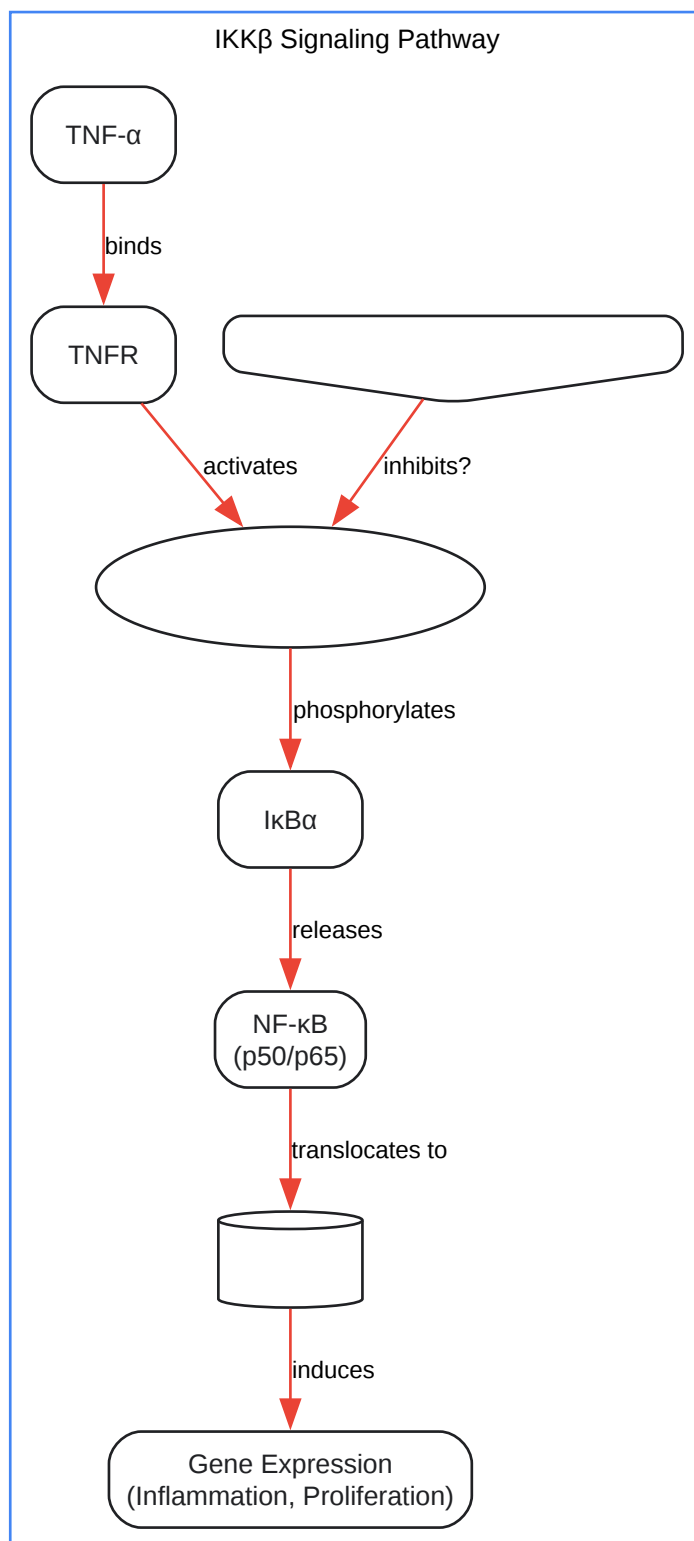 IKKβ Signaling Pathway
TNF-α
binds
TNFR
activates
inhibits?
phosphorylates
IκBα
releases
NF-κB
(p50/p65)
translocates to
induces
Gene Expression
(Inflammation, Proliferation)